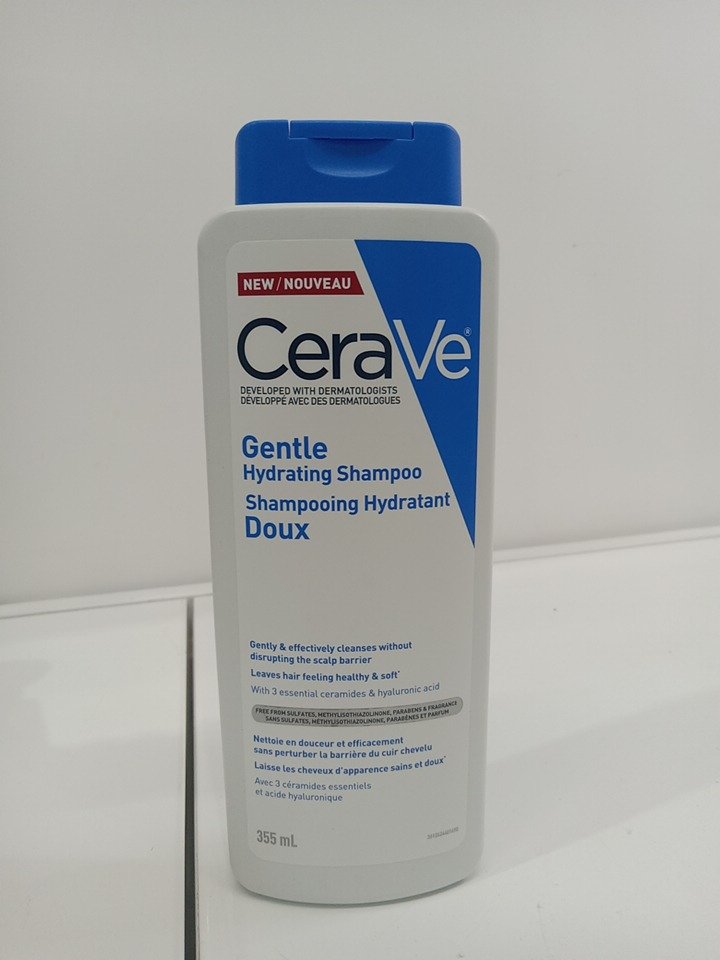 NEW / NOUVEAU
CeraVe®
DEVELOPED WITH DERMATOLOGISTS
DÉVELOPPÉ AVEC DES DERMATOLOGUES
Gentle
Hydrating Shampoo
Shampooing Hydratant
Doux
Gently & effectively cleanses without
disrupting the scalp barrier
Leaves hair feeling healthy & soft*
With 3 essential ceramides & hyaluronic acid
FREE FROM SULFATES, METHYLISOTHIAZOLINONE, PARABENS & FRAGRANCE
SANS SULFATES, MÉTHYLISOTHIAZOLINONE, PARABÈNES ET PARFUM
Nettoie en douceur et efficacement
sans perturber la barrière du cuir chevelu
Laisse les cheveux d'apparence sains et doux*
Avec 3 céramides essentiels
et acide hyaluronique
355 mL